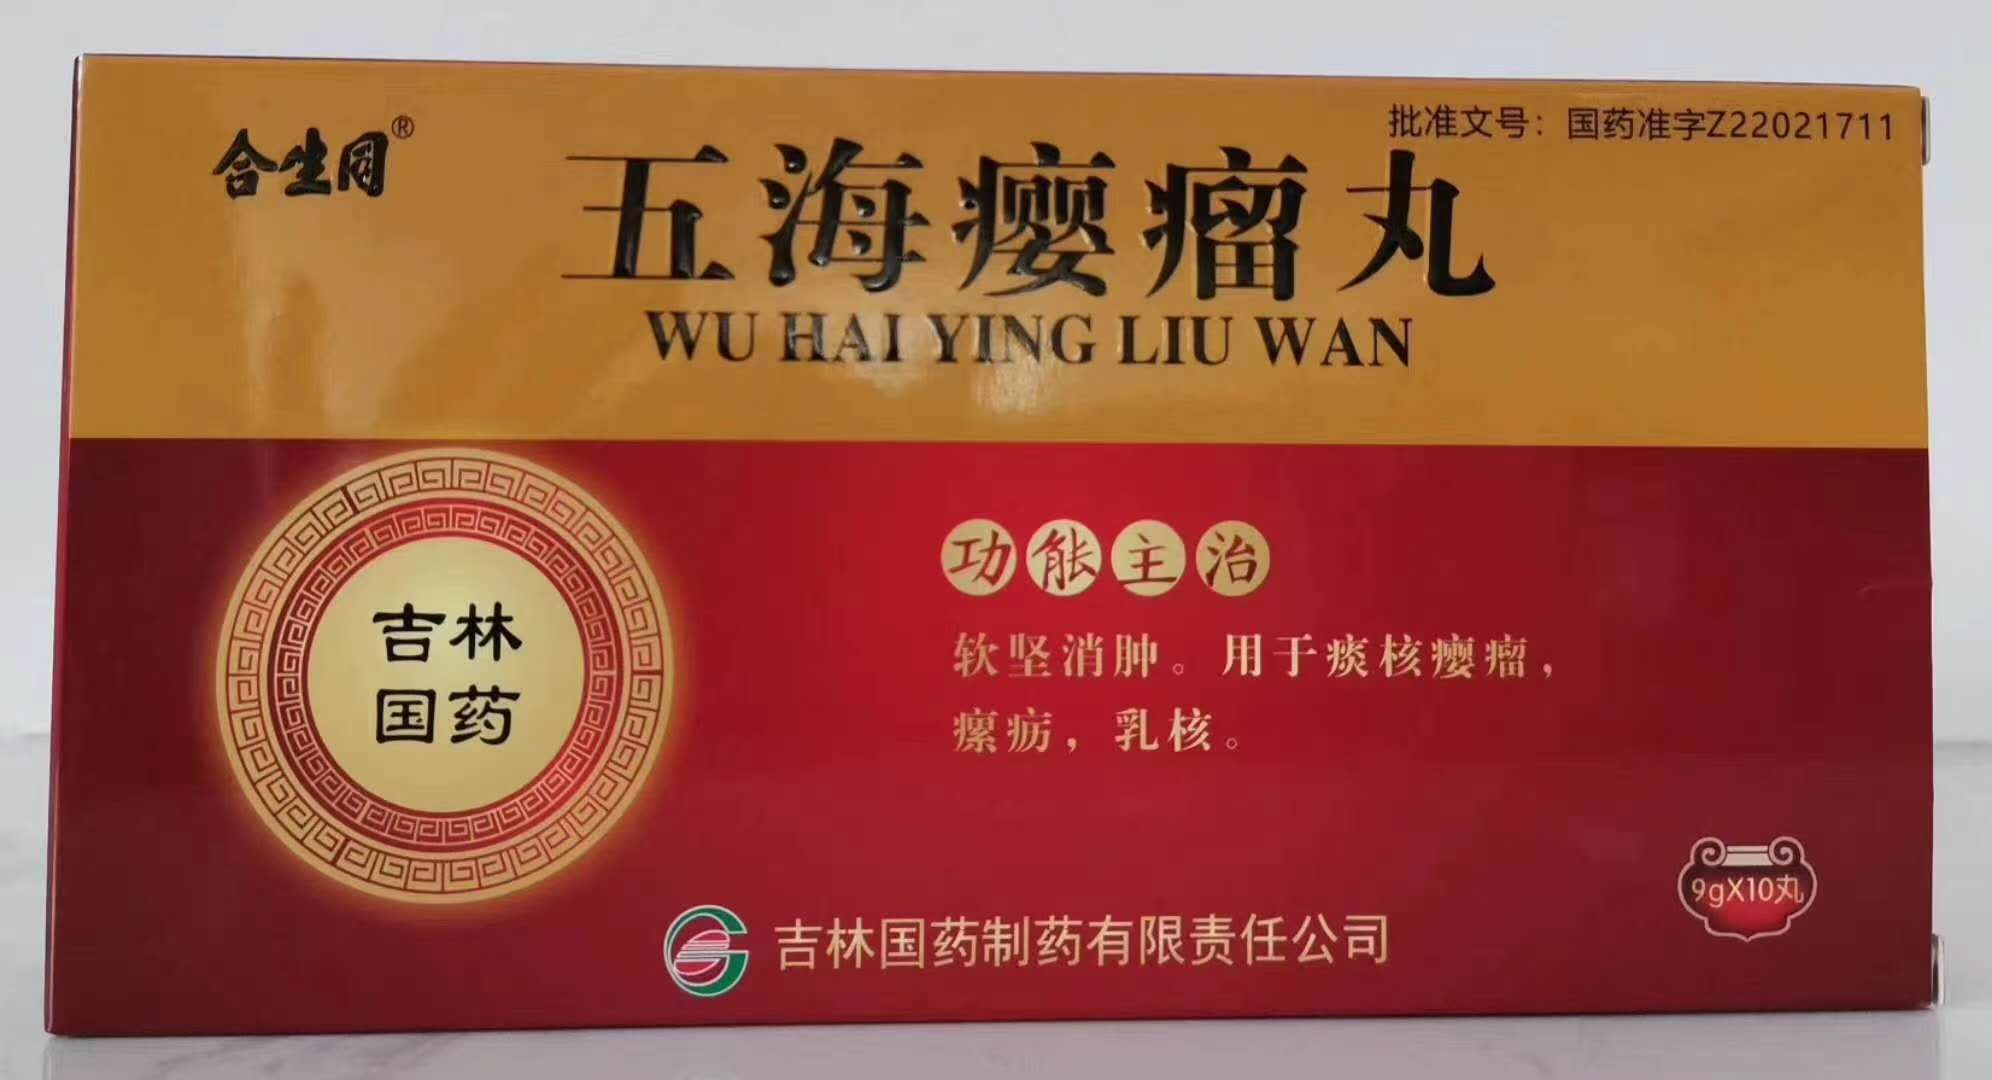 合生同®
批准文号：国药准字Z22021711
五海瘿瘤丸
WU HAI YING LIU WAN
吉林
国药
功能主治
软坚消肿。用于痰核瘿瘤，
瘰疬，乳核。
9gX10丸
吉林国药制药有限责任公司